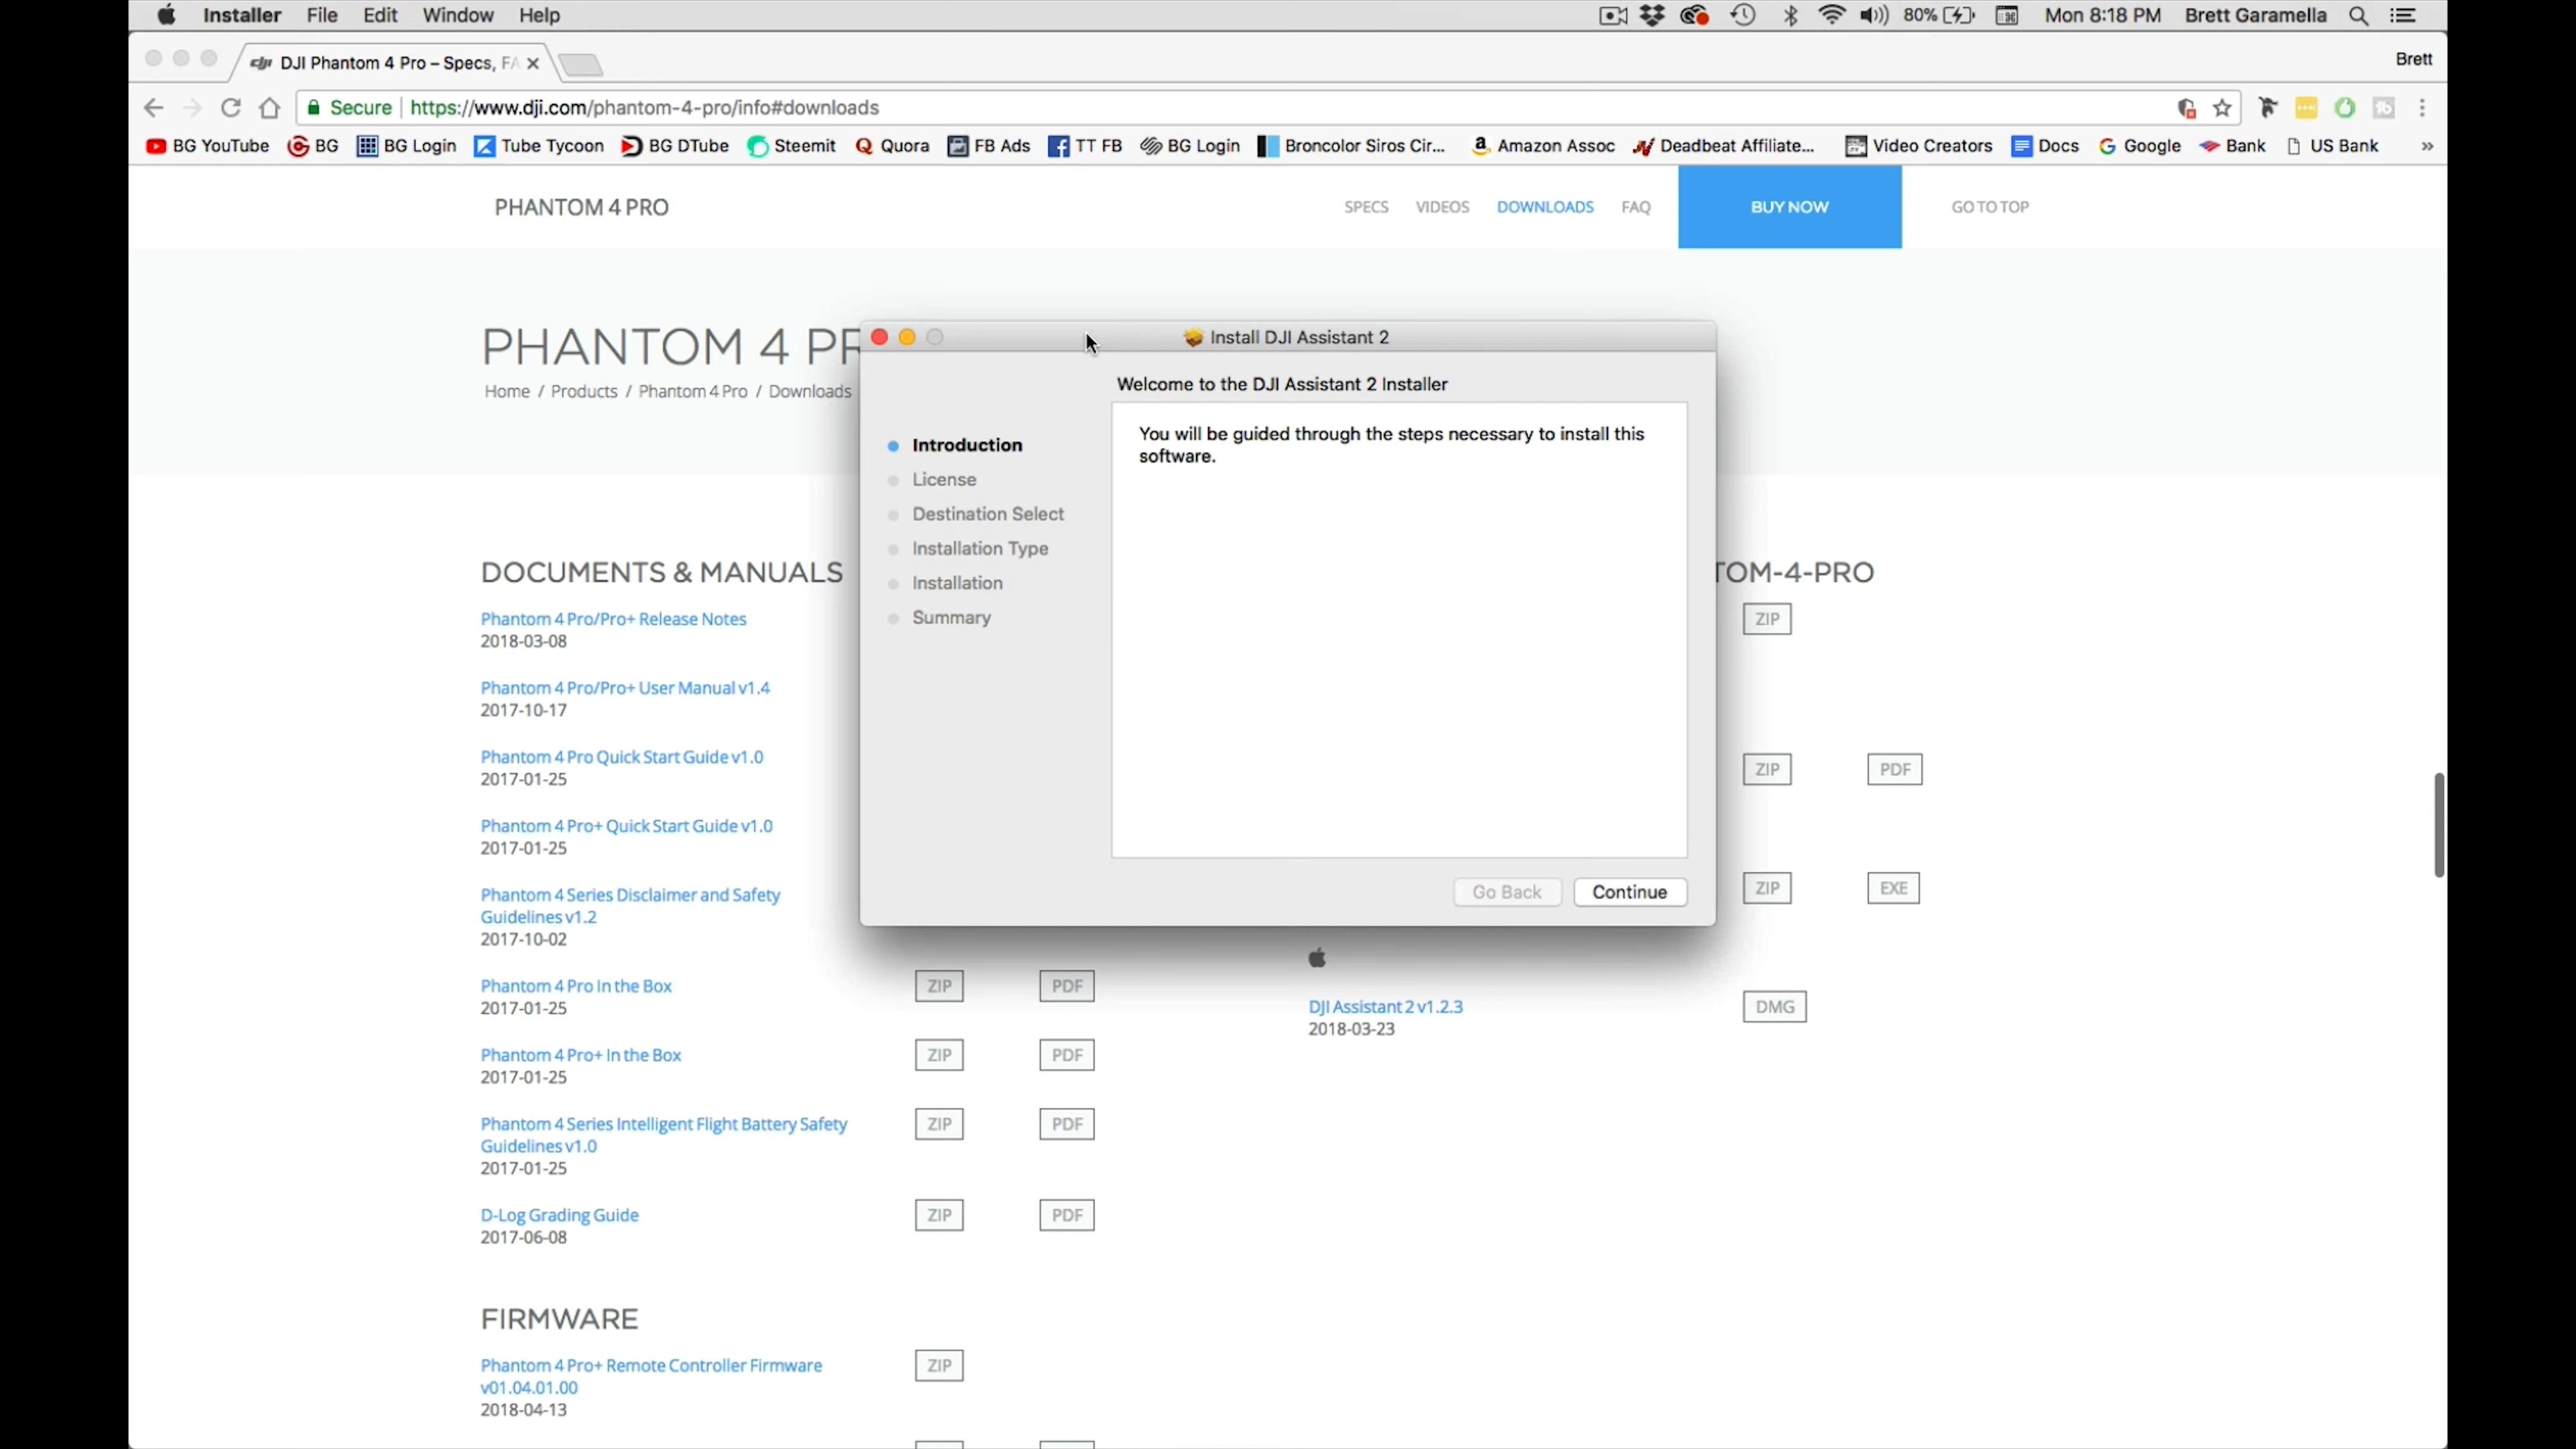 Installer File Edit Window Help 80% Mon 8:18 PM Brett Garamella
DJI Phantom 4 Pro – Specs, FA Brett
Secure https://www.dji.com/phantom-4-pro/info#downloads
BG YouTube BG BG Login Tube Tycoon BG DTube Steemit Quora FB Ads TT FB BG Login Broncolor Siros Cir... Amazon Assoc Deadbeat Affiliate... Video Creators Docs Google Bank US Bank »
PHANTOM 4 PRO SPECS VIDEOS DOWNLOADS FAQ BUY NOW GO TO TOP
PHANTOM 4 PR
Home / Products / Phantom 4 Pro / Downloads
Install DJI Assistant 2
Welcome to the DJI Assistant 2 Installer
Introduction
License
Destination Select
Installation Type
Installation
Summary
You will be guided through the steps necessary to install this
software.
Go Back Continue
DOCUMENTS & MANUALS
Phantom 4 Pro/Pro+ Release Notes
2018-03-08
Phantom 4 Pro/Pro+ User Manual v1.4
2017-10-17
Phantom 4 Pro Quick Start Guide v1.0
2017-01-25
Phantom 4 Pro+ Quick Start Guide v1.0
2017-01-25
Phantom 4 Series Disclaimer and Safety
Guidelines v1.2
2017-10-02
Phantom 4 Pro In the Box ZIP PDF
2017-01-25
Phantom 4 Pro+ In the Box ZIP PDF
2017-01-25
Phantom 4 Series Intelligent Flight Battery Safety ZIP PDF
Guidelines v1.0
2017-01-25
D-Log Grading Guide ZIP PDF
2017-06-08
FIRMWARE
Phantom 4 Pro+ Remote Controller Firmware ZIP
v01.04.01.00
2018-04-13
TOM-4-PRO
ZIP
ZIP PDF
ZIP EXE
DJI Assistant 2 v1.2.3 DMG
2018-03-23